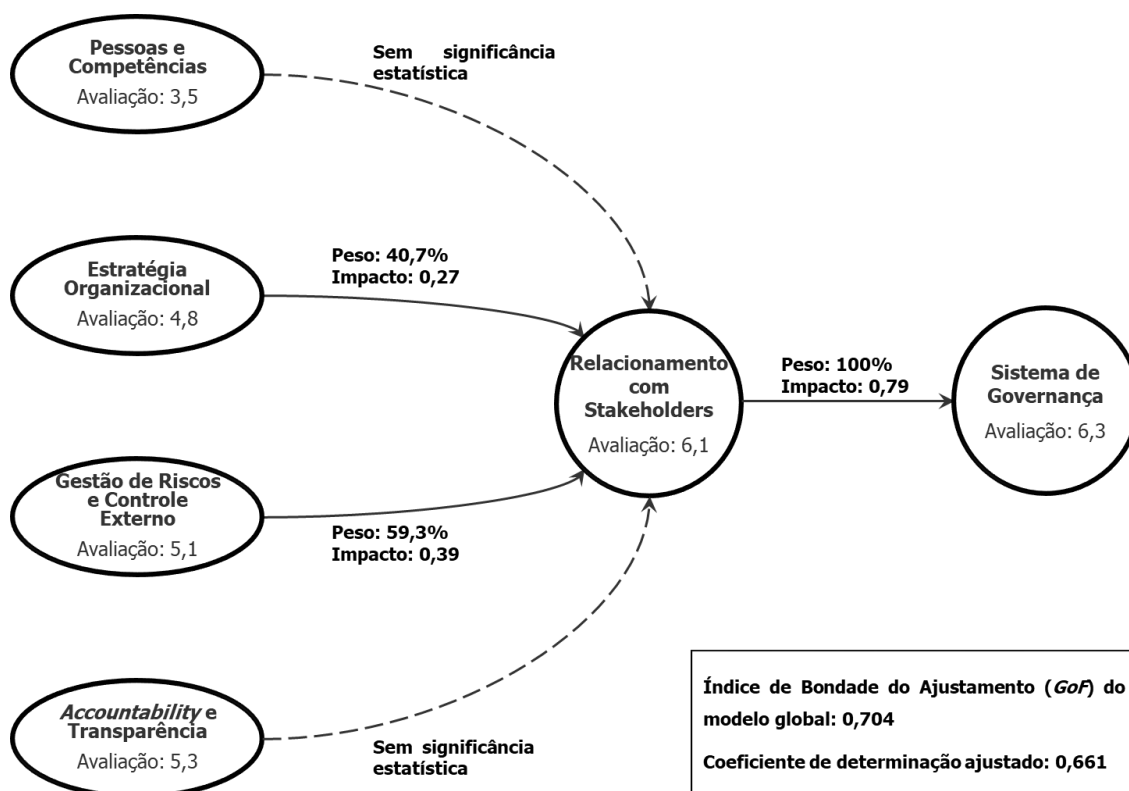 Pessoas e
Competências
Avaliação: 3,5
Sem significância
estatística
Estratégia
Organizacional
Avaliação: 4,8
Peso: 40,7%
Impacto: 0,27
Relacionamento
com
Stakeholders
Avaliação: 6,1
Peso: 100%
Impacto: 0,79
Sistema de
Governança
Avaliação: 6,3
Gestão de Riscos
e Controle
Externo
Avaliação: 5,1
Peso: 59,3%
Impacto: 0,39
Accountability e
Transparência
Avaliação: 5,3
Sem significância
estatística
Índice de Bondade do Ajustamento (GoF) do
modelo global: 0,704
Coeficiente de determinação ajustado: 0,661